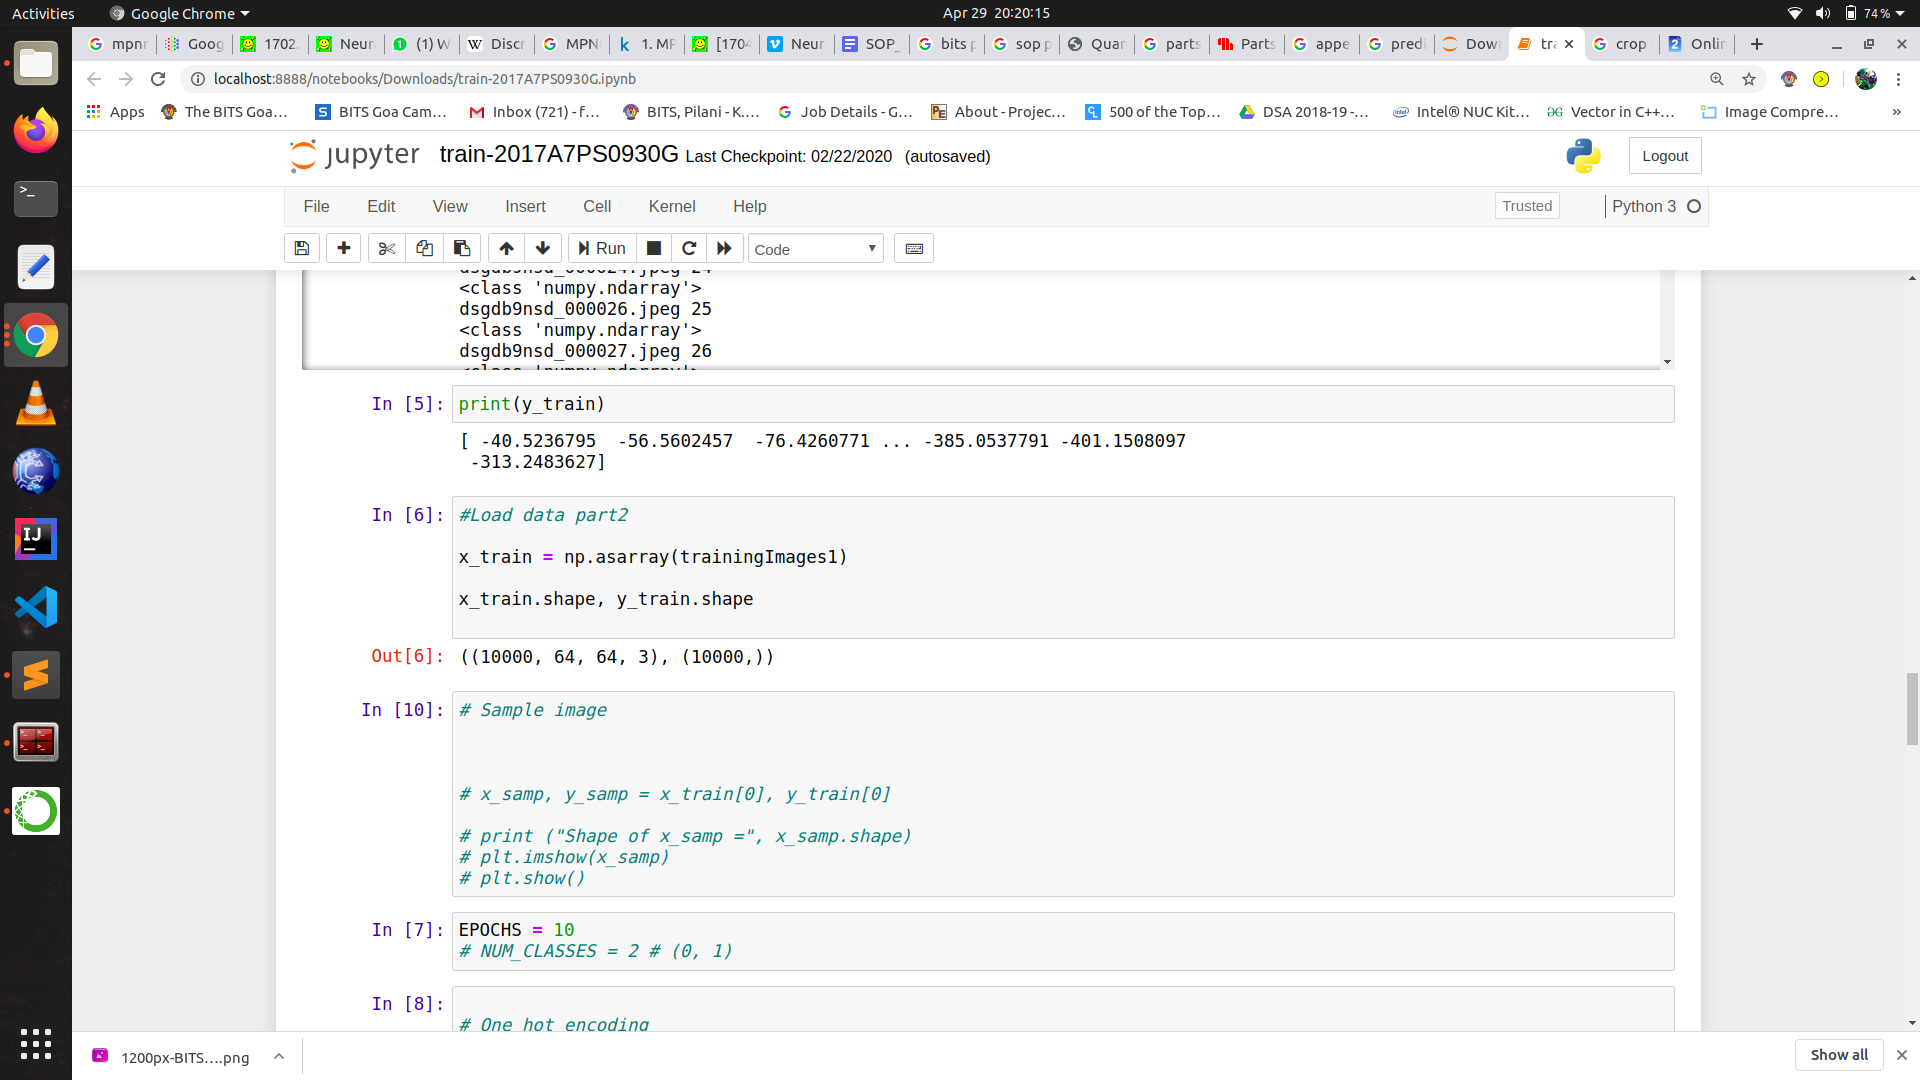 Activities Google Chrome Apr 29 20:20:15 74 %
mpnr Goog 1702. Neur (1) W Discr MPN 1. MP [1704 Neur SOP_ bits p sop p Quar parts Parts appe predi Dow tra crop Onlin
localhost:8888/notebooks/Downloads/train-2017A7PS0930G.ipynb
Apps The BITS Goa... BITS Goa Cam... Inbox (721) - f... BITS, Pilani - K.... Job Details - G... About - Projec... 500 of the Top... DSA 2018-19 -... Intel® NUC Kit... Vector in C++... Image Compre... »
jupyter train-2017A7PS0930G Last Checkpoint: 02/22/2020 (autosaved) Logout
File Edit View Insert Cell Kernel Help Trusted Python 3
Run Code
dsgdb9nsd_000024.jpeg 24
<class 'numpy.ndarray'>
dsgdb9nsd_000026.jpeg 25
<class 'numpy.ndarray'>
dsgdb9nsd_000027.jpeg 26
<class 'numpy.ndarray'>
In [5]: print(y_train)
[ -40.5236795 -56.5602457 -76.4260771 ... -385.0537791 -401.1508097
-313.2483627]
In [6]: #Load data part2
x_train = np.asarray(trainingImages1)
x_train.shape, y_train.shape
Out[6]: ((10000, 64, 64, 3), (10000,))
In [10]: # Sample image
# x_samp, y_samp = x_train[0], y_train[0]
# print ("Shape of x_samp =", x_samp.shape)
# plt.imshow(x_samp)
# plt.show()
In [7]: EPOCHS = 10
# NUM_CLASSES = 2 # (0, 1)
In [8]:
# One hot encoding
1200px-BITS....png Show all